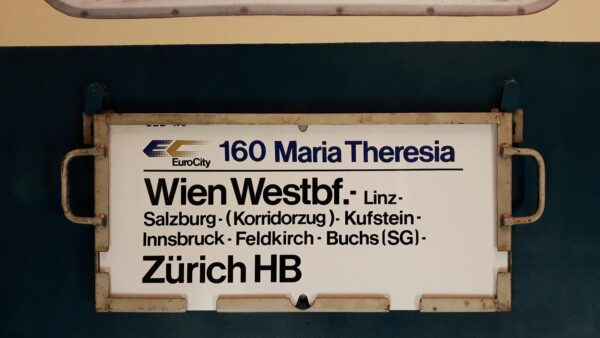 EC EuroCity 160 Maria Theresia
Wien Westbf.- Linz-
Salzburg-(Korridorzug)- Kufstein-
Innsbruck- Feldkirch- Buchs(SG)-
Zürich HB